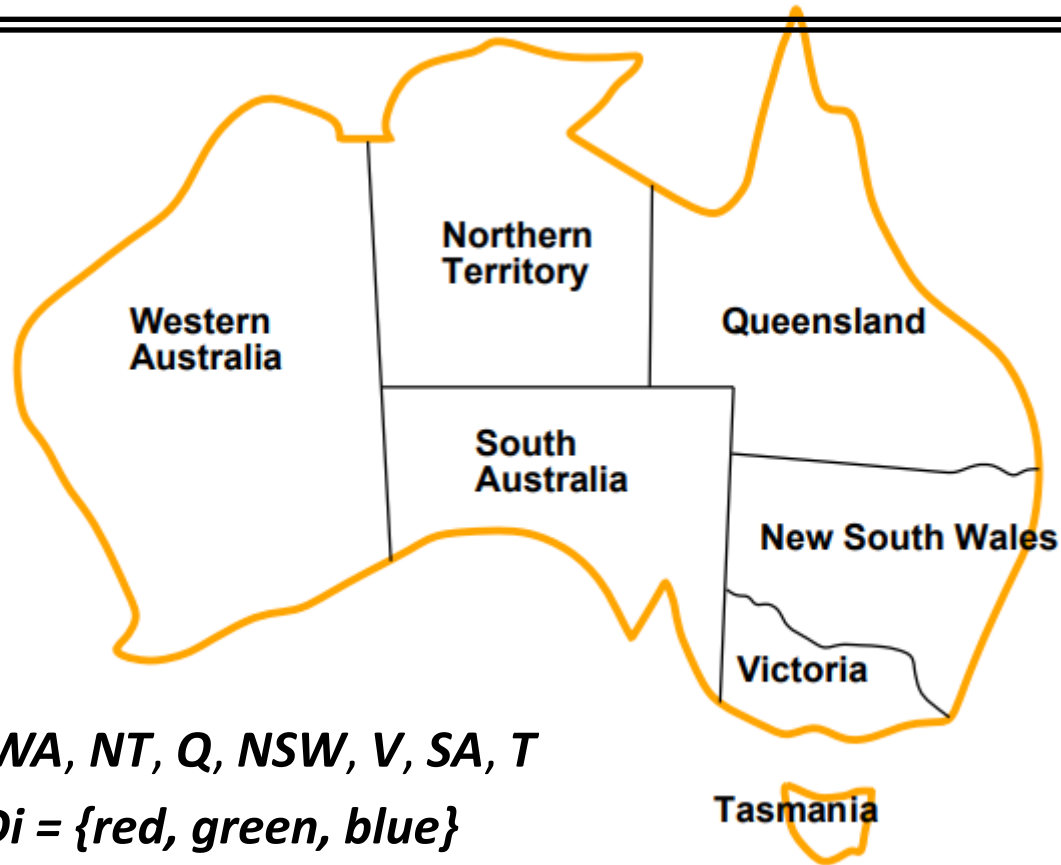 Northern
Territory
Western
Australia
Queensland
South
Australia
New South Wales
Victoria
WA, NT, Q, NSW, V, SA, T
Tasmania
Di = {red, green, blue}